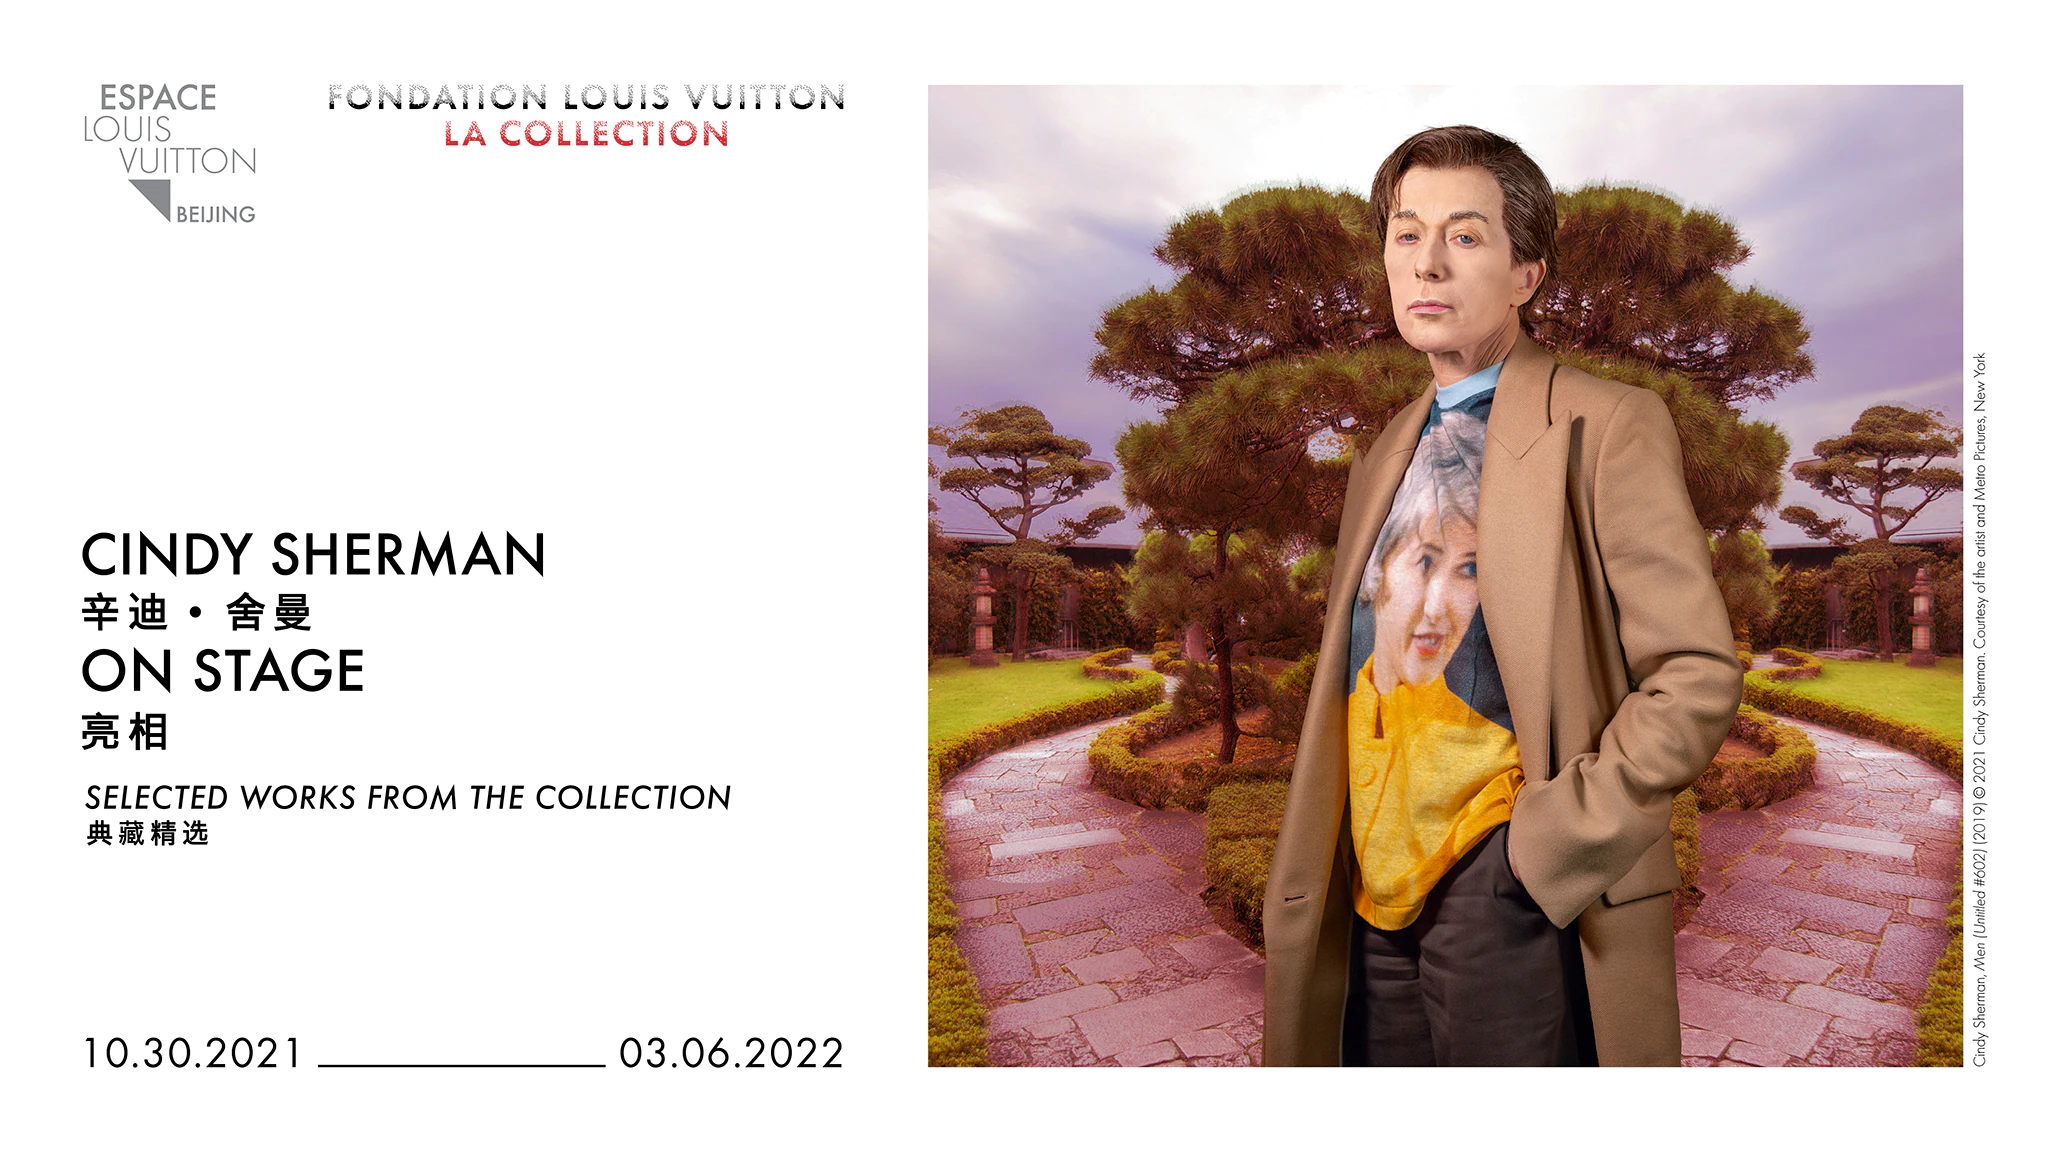 ESPACE
LOUIS
VUITTON
BEIJING
FONDATION LOUIS VUITTON
LA COLLECTION
CINDY SHERMAN
辛迪·舍曼
ON STAGE
亮相
SELECTED WORKS FROM THE COLLECTION
典藏精选
10.30.2021 03.06.2022
Cindy Sherman, Men (Untitled #602) (2019) © 2021 Cindy Sherman. Courtesy of the artist and Metro Pictures, New York